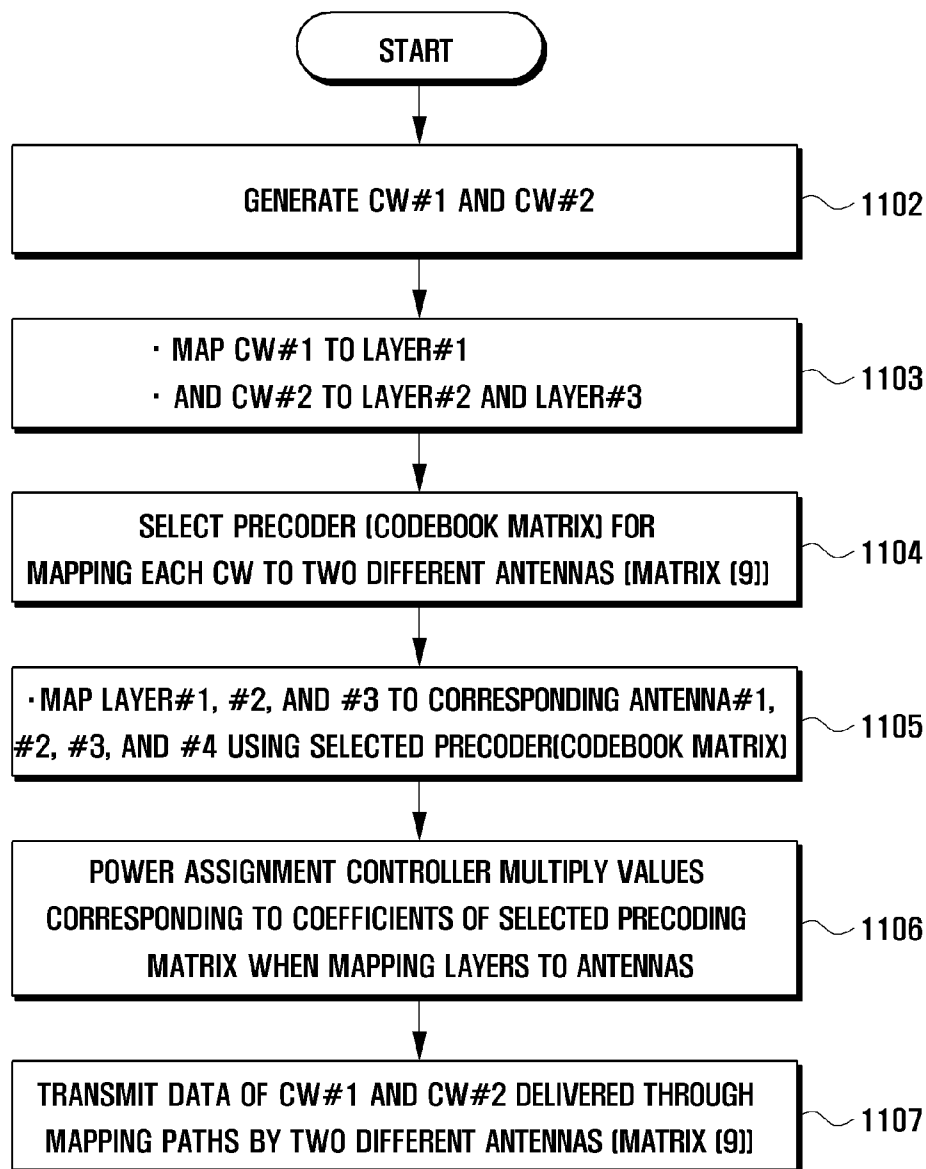 START
GENERATE CW#1 AND CW#2
1102
· MAP CW#1 TO LAYER#1
· AND CW#2 TO LAYER#2 AND LAYER#3
1103
SELECT PRECODER (CODEBOOK MATRIX) FOR
MAPPING EACH CW TO TWO DIFFERENT ANTENNAS (MATRIX (9))
1104
· MAP LAYER#1, #2, AND #3 TO CORRESPONDING ANTENNA#1,
#2, #3, AND #4 USING SELECTED PRECODER(CODEBOOK MATRIX)
1105
POWER ASSIGNMENT CONTROLLER MULTIPLY VALUES
CORRESPONDING TO COEFFICIENTS OF SELECTED PRECODING
MATRIX WHEN MAPPING LAYERS TO ANTENNAS
1106
TRANSMIT DATA OF CW#1 AND CW#2 DELIVERED THROUGH
MAPPING PATHS BY TWO DIFFERENT ANTENNAS (MATRIX (9))
1107